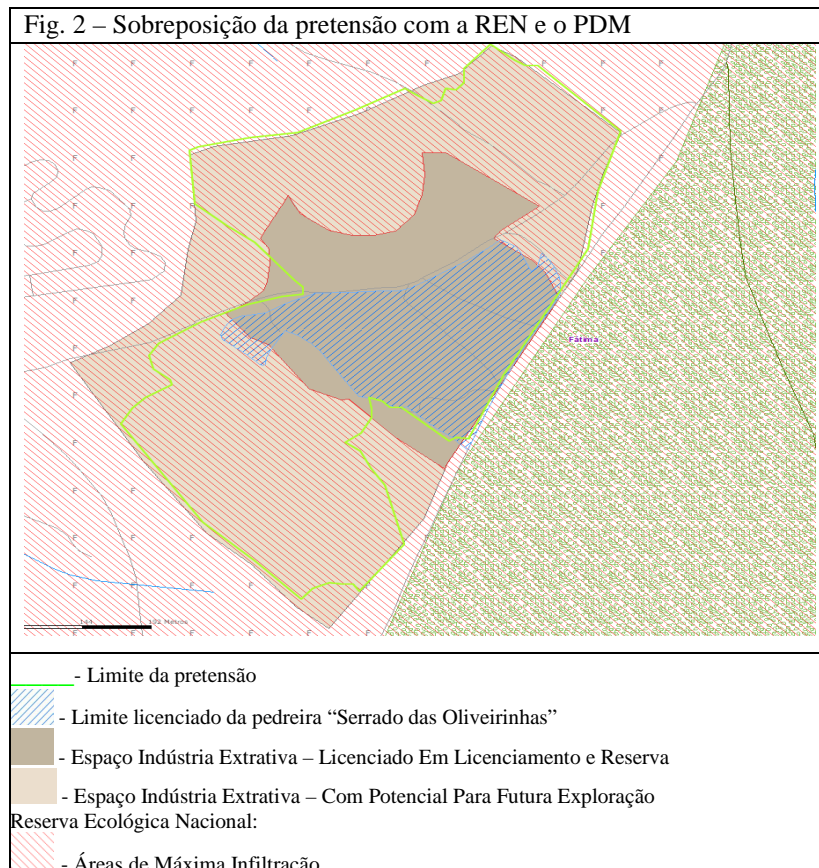 Fig. 2 – Sobreposição da pretensão com a REN e o PDM
F F F F F F F
F F F
F F F
F F
F
F
F
F
F
F F F F F F
Fátima
192 Metros
- Limite da pretensão
- Limite licenciado da pedreira “Serrado das Oliveirinhas”
- Espaço Indústria Extrativa – Licenciado Em Licenciamento e Reserva
- Espaço Indústria Extrativa – Com Potencial Para Futura Exploração
Reserva Ecológica Nacional:
- Áreas de Máxima Infiltração